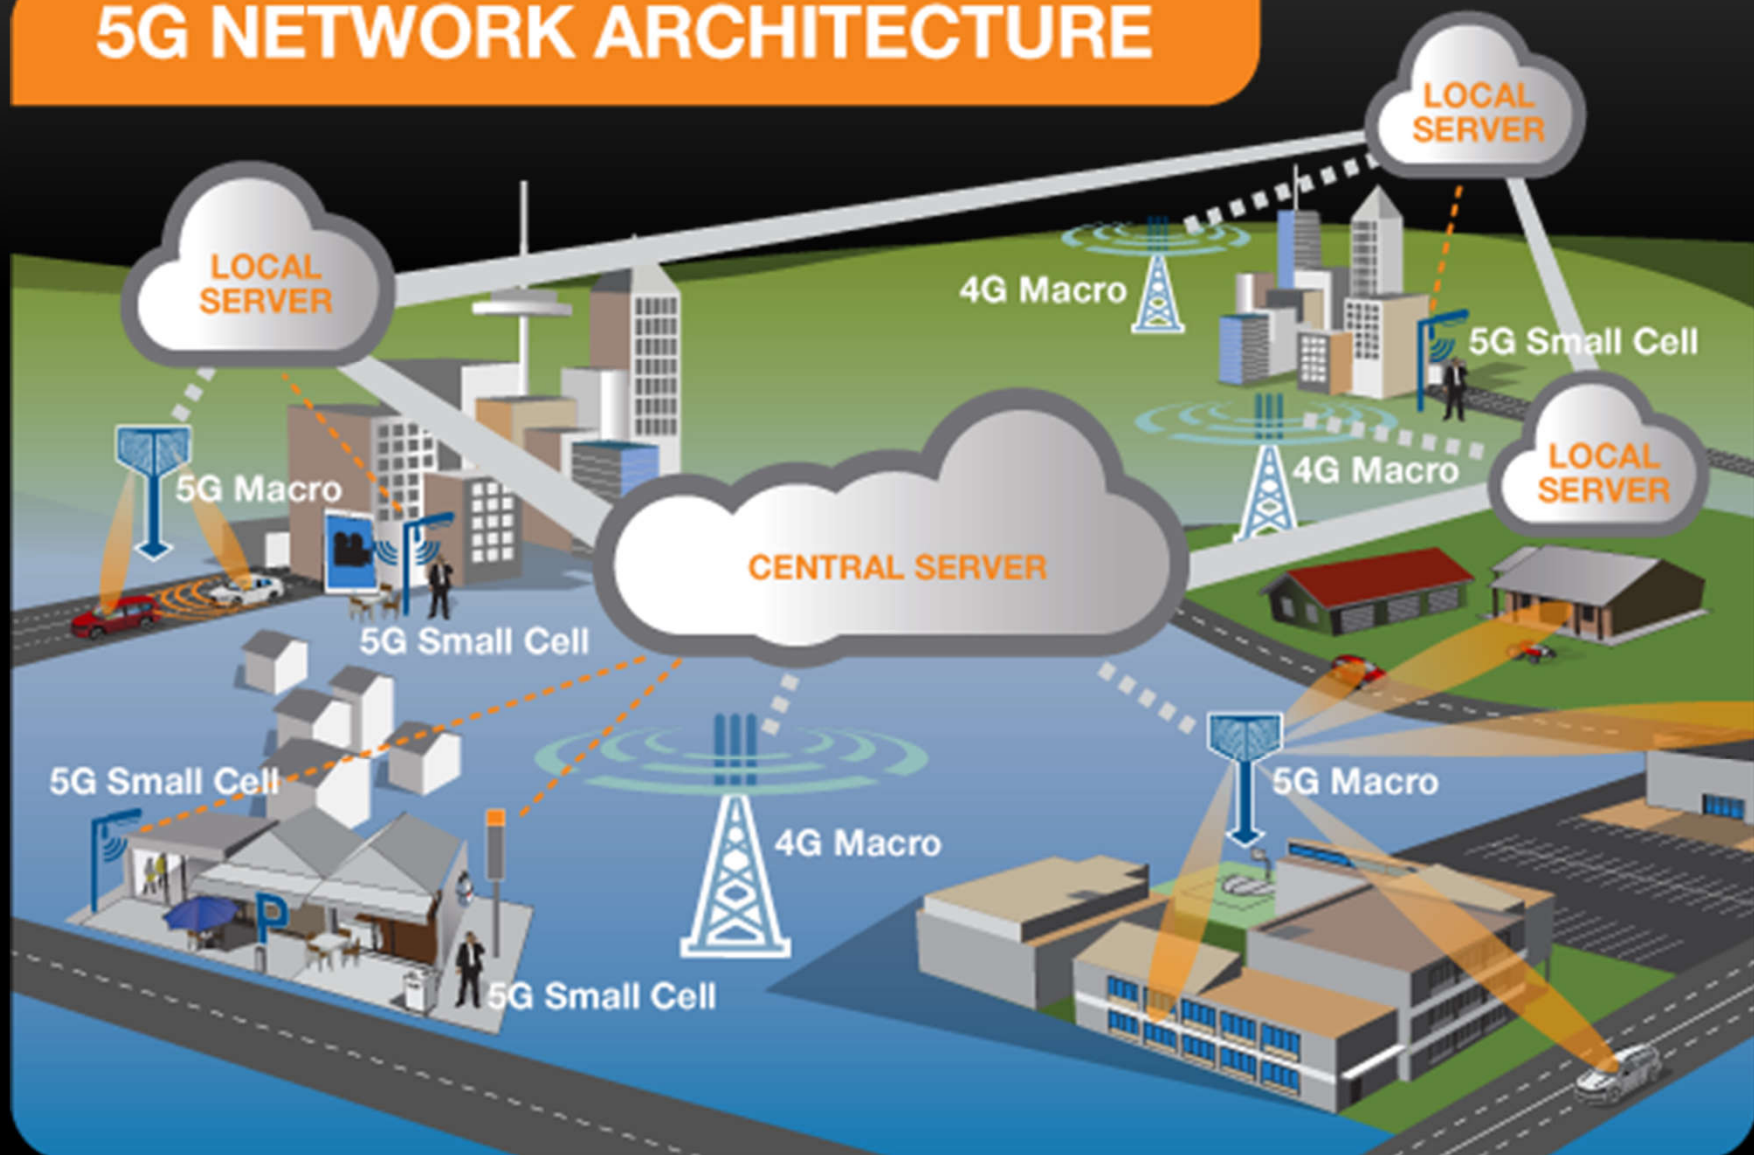 5G NETWORK ARCHITECTURE
LOCAL
SERVER
LOCAL
SERVER
4G Macro
5G Small Cell
4G Macro
LOCAL
SERVER
5G Macro
CENTRAL SERVER
5G Small Cell
5G Small Cell
5G Macro
4G Macro
P
5G Small Cell